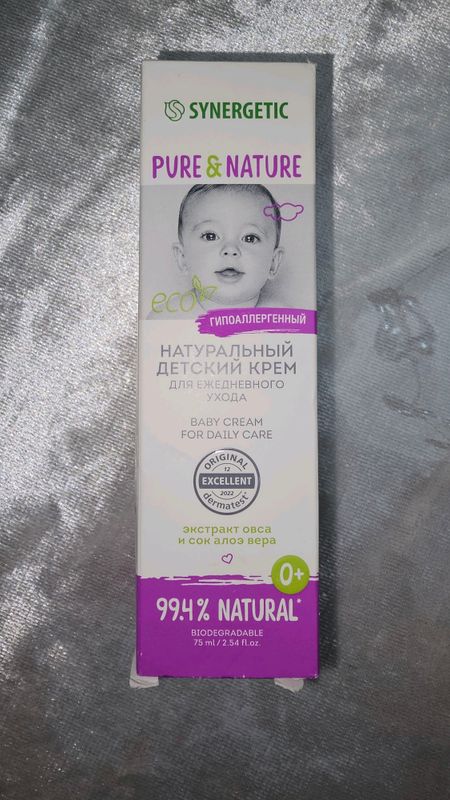 SYNERGETIC
PURE & NATURE
eco
ГИПОАЛЛЕРГЕННЫЙ
НАТУРАЛЬНЫЙ
ДЕТСКИЙ КРЕМ
ДЛЯ ЕЖЕДНЕВНОГО
УХОДА
BABY CREAM
FOR DAILY CARE
ORIGINAL
12
EXCELLENT
2022
dermatest®
экстракт овса
и сок алоэ вера
0+
99.4% NATURAL*
BIODEGRADABLE
75 ml / 2.54 fl.oz.